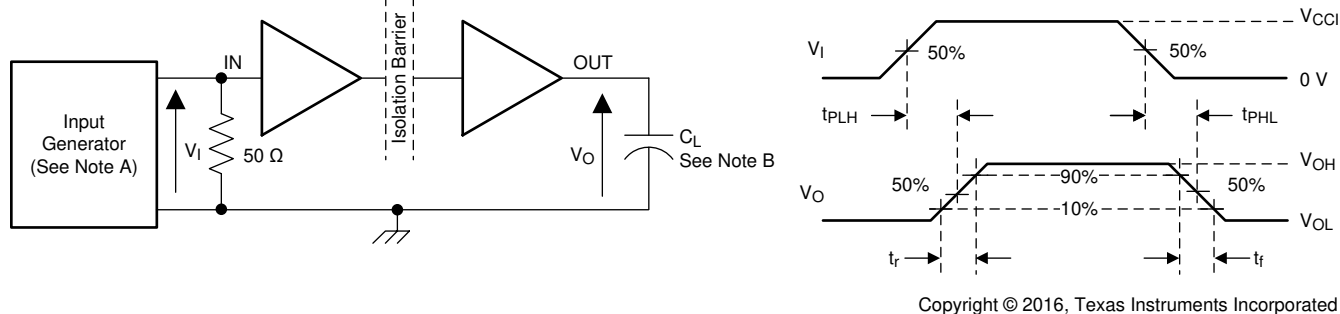 Input
Generator
(See Note A)
VI
50 Ω
IN
Isolation Barrier
OUT
VO
CL
See Note B
VI
50%
50%
VCCI
0 V
tPLH
tPHL
VO
50%
90%
50%
VOH
10%
VOL
tr
tf
Copyright © 2016, Texas Instruments Incorporated